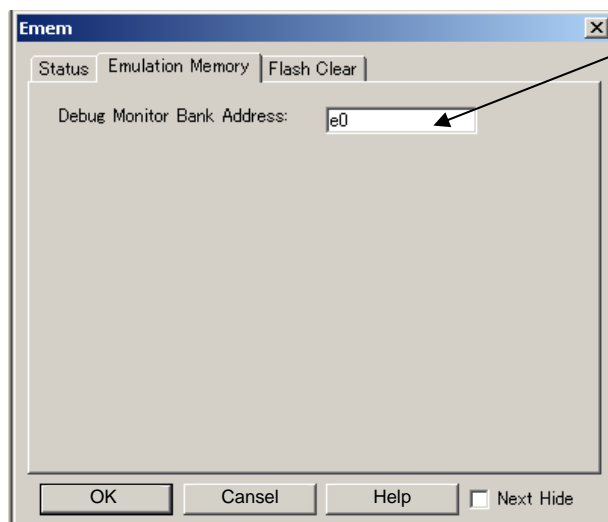 Emem
Status Emulation Memory Flash Clear
Debug Monitor Bank Address: e0
OK Cansel Help Next Hide